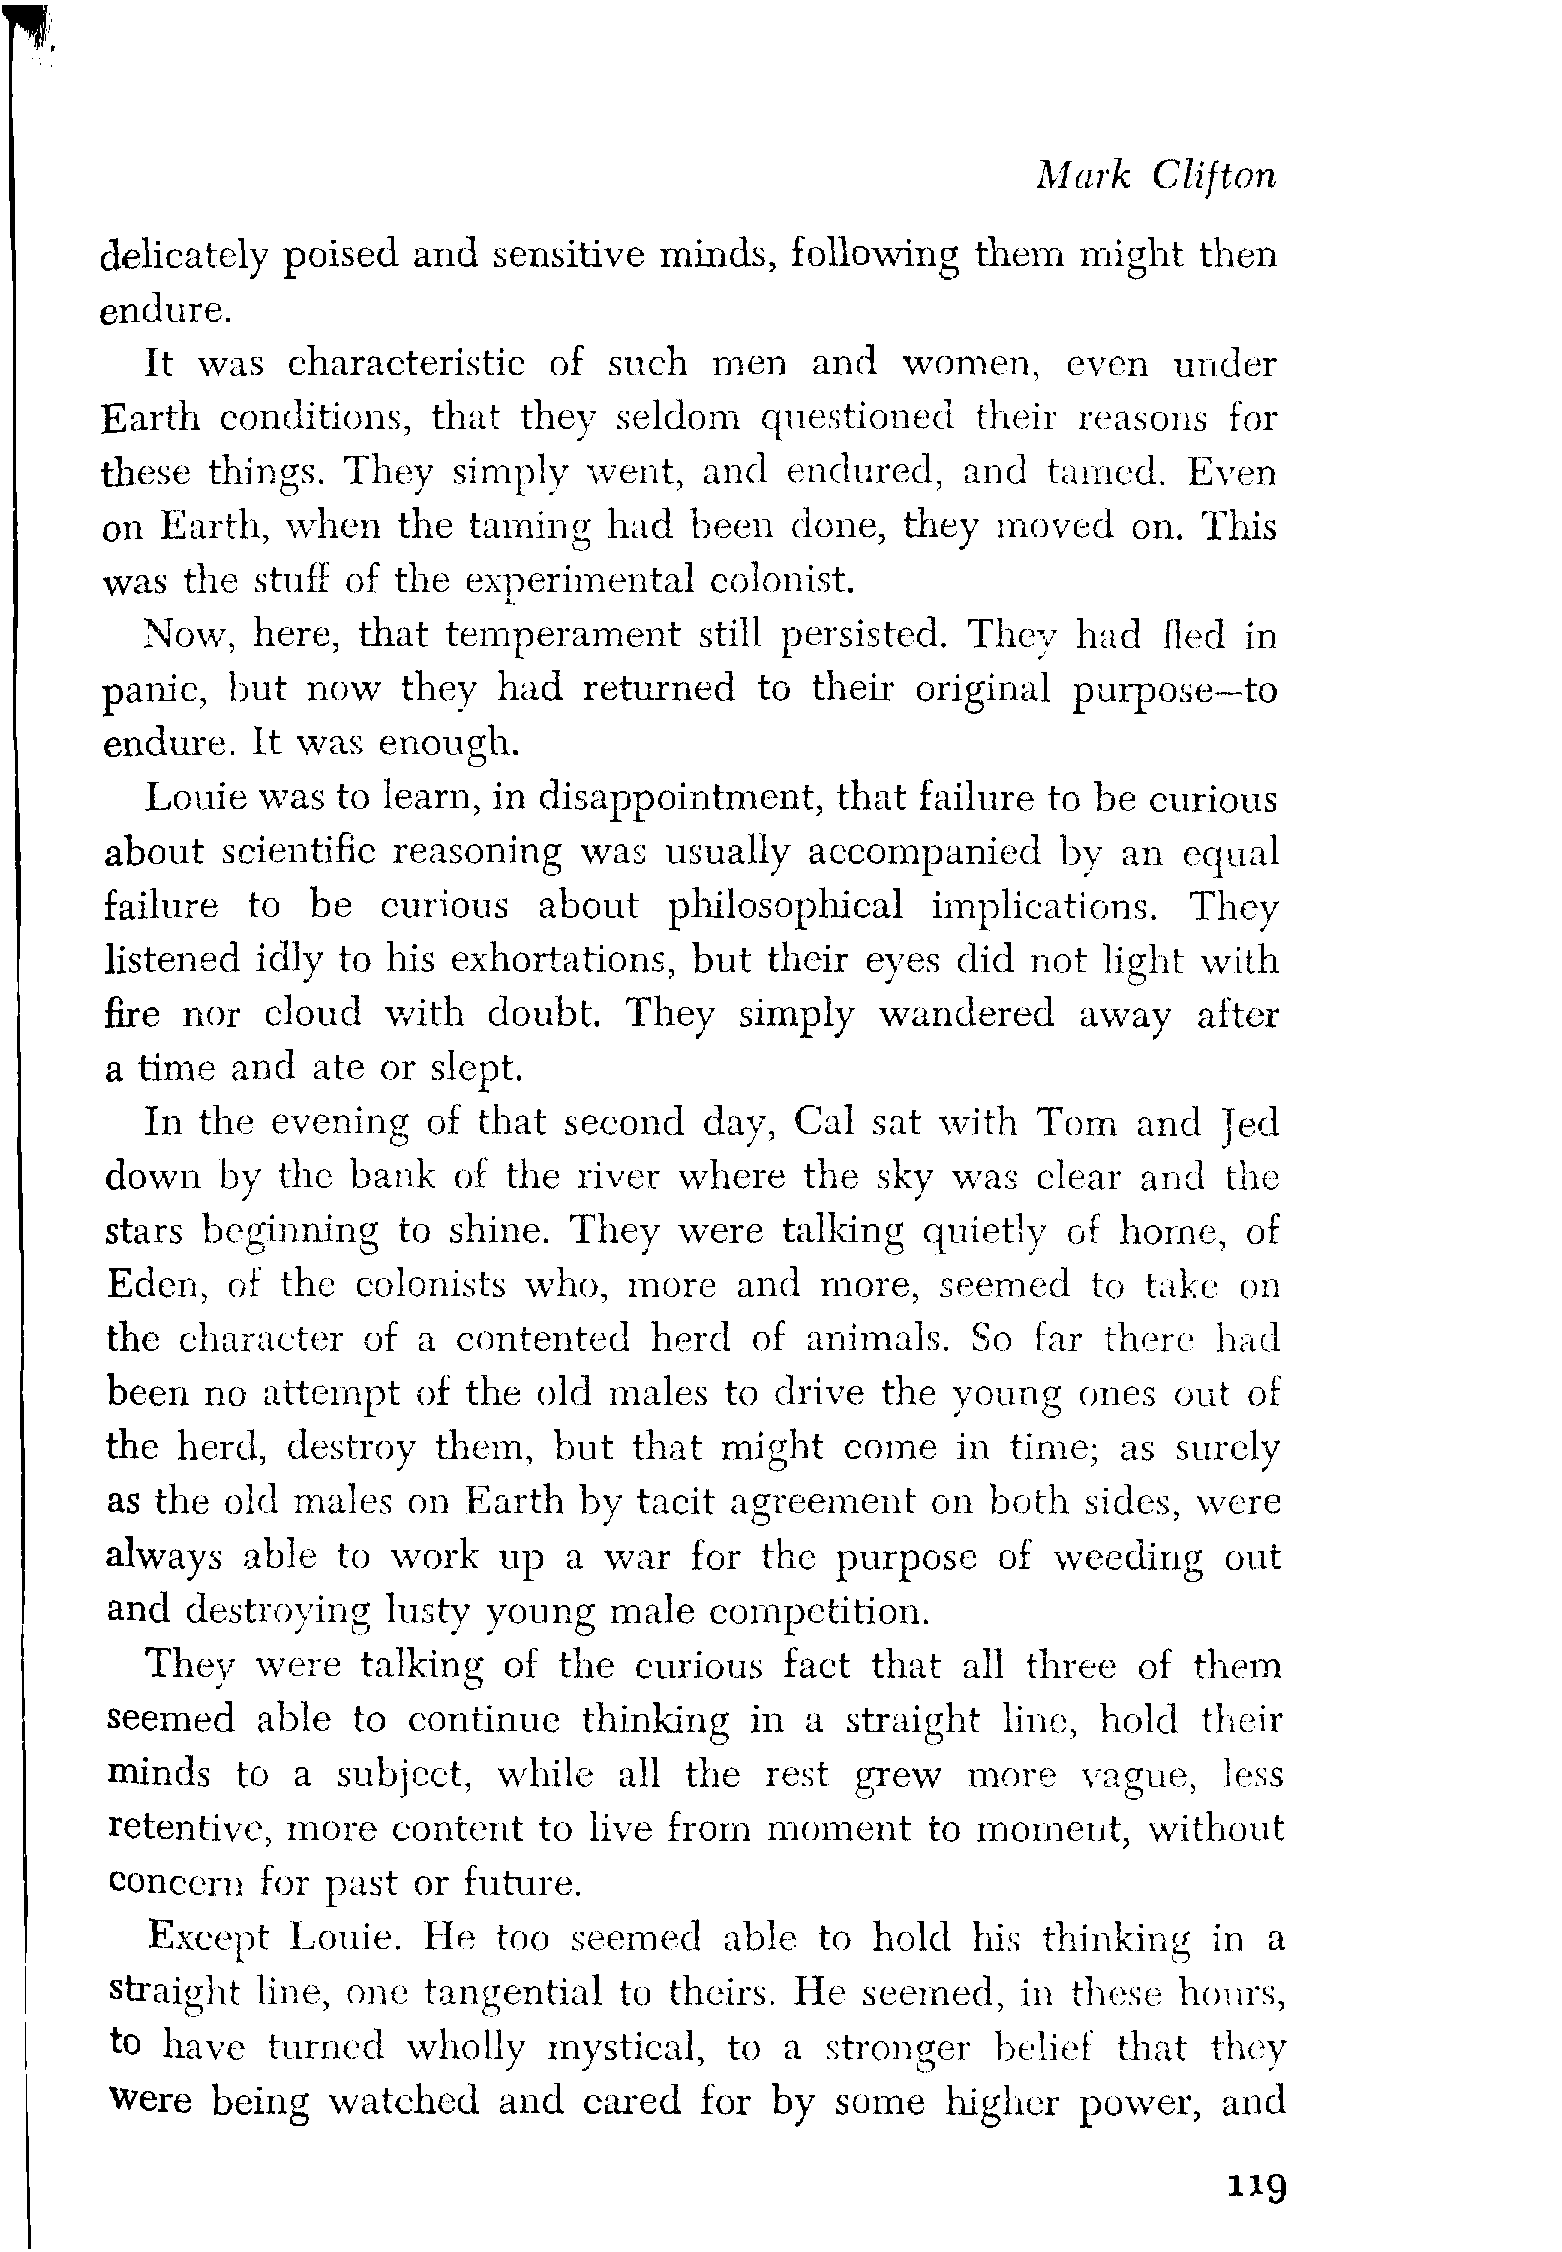 Mark Clifton
delicately poised and sensitive minds, following them might then
endure.
It was characteristic of such men and women, even under
Earth conditions, that they seldom questioned their reasons for
these things. They simply went, and endured, and tamed. Even
on Earth, when the taming had been done, they moved on. This
was the stuff of the experimental colonist.
Now, here, that temperament still persisted. They had fled in
panic, but now they had returned to their original purpose—to
endure. It was enough.
Louie was to learn, in disappointment, that failure to be curious
about scientific reasoning was usually accompanied by an equal
failure to be curious about philosophical implications. They
listened idly to his exhortations, but their eyes did not light with
fire nor cloud with doubt. They simply wandered away after
a time and ate or slept.
In the evening of that second day, Cal sat with Tom and Jed
down by the bank of the river where the sky was clear and the
stars beginning to shine. They were talking quietly of home, of
Eden, of the colonists who, more and more, seemed to take on
the character of a contented herd of animals. So far there had
been no attempt of the old males to drive the young ones out of
the herd, destroy them, but that might come in time; as surely
as the old males on Earth by tacit agreement on both sides, were
always able to work up a war for the purpose of weeding out
and destroying lusty young male competition.
They were talking of the curious fact that all three of them
seemed able to continue thinking in a straight line, hold their
minds to a subject, while all the rest grew more vague, less
retentive, more content to live from moment to moment, without
concern for past or future.
Except Louie. He too seemed able to hold his thinking in a
straight line, one tangential to theirs. He seemed, in these hours,
to have turned wholly mystical, to a stronger belief that they
were being watched and cared for by some higher power, and
119